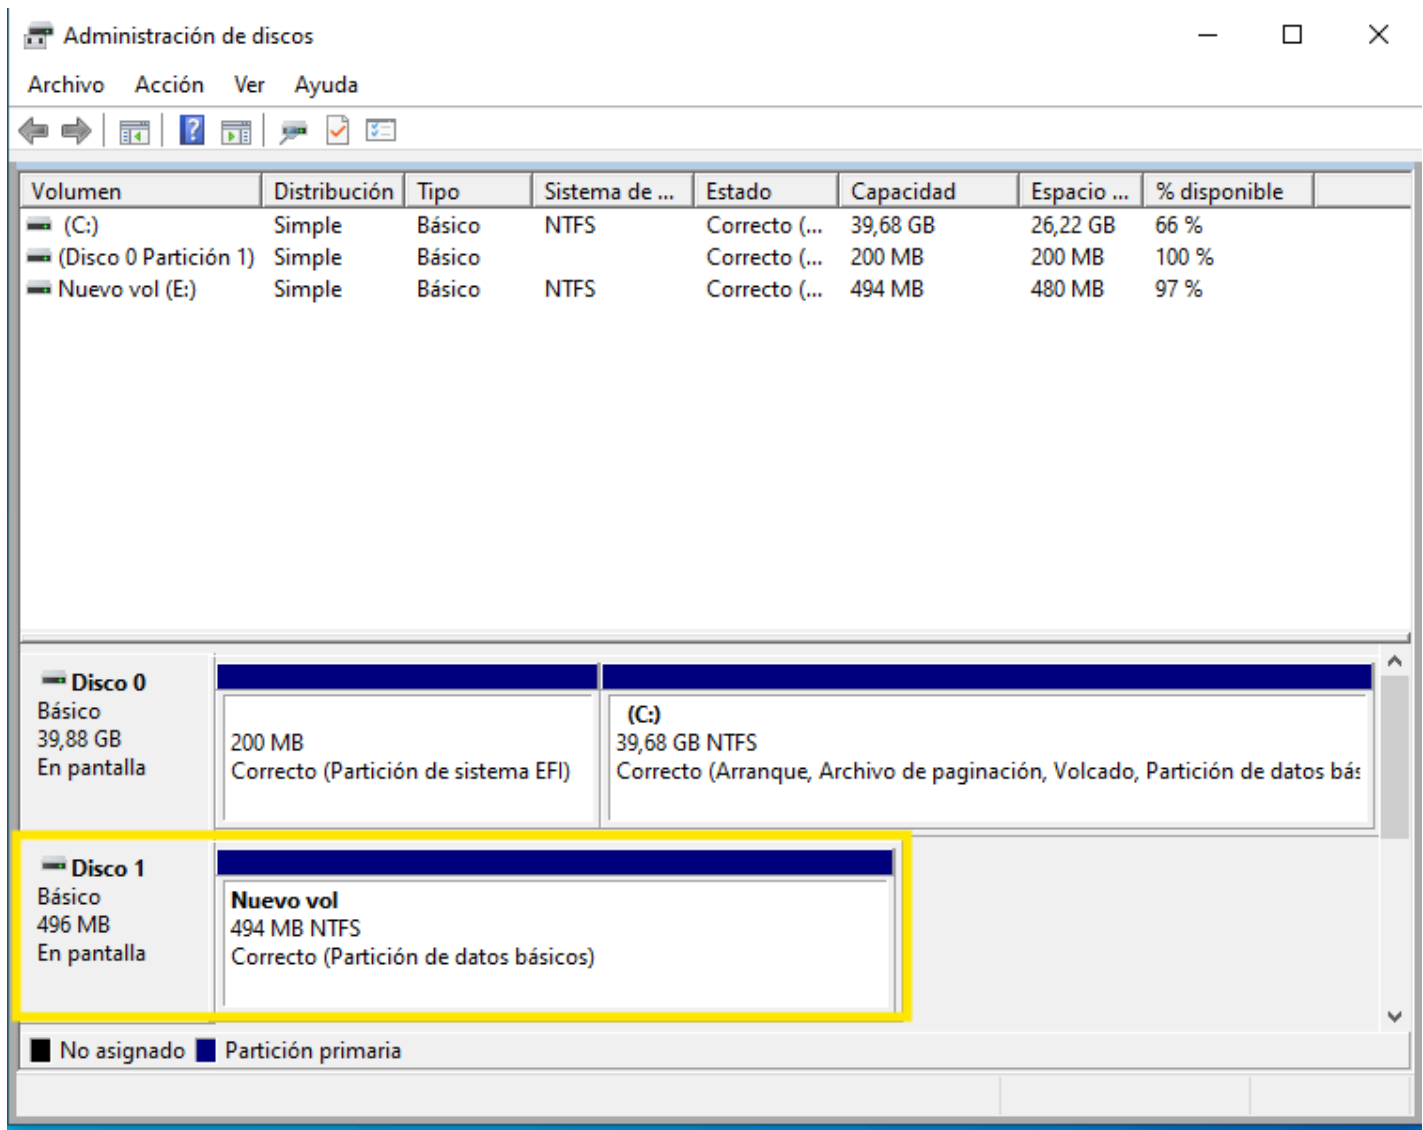 Administración de discos
Archivo Acción Ver Ayuda
Volumen Distribución Tipo Sistema de ... Estado Capacidad Espacio ... % disponible
(C:) Simple Básico NTFS Correcto (... 39,68 GB 26,22 GB 66 %
(Disco 0 Partición 1) Simple Básico Correcto (... 200 MB 200 MB 100 %
Nuevo vol (E:) Simple Básico NTFS Correcto (... 494 MB 480 MB 97 %
Disco 0
Básico
39,88 GB
En pantalla
200 MB
Correcto (Partición de sistema EFI)
(C:)
39,68 GB NTFS
Correcto (Arranque, Archivo de paginación, Volcado, Partición de datos bás
Disco 1
Básico
496 MB
En pantalla
Nuevo vol
494 MB NTFS
Correcto (Partición de datos básicos)
No asignado Partición primaria